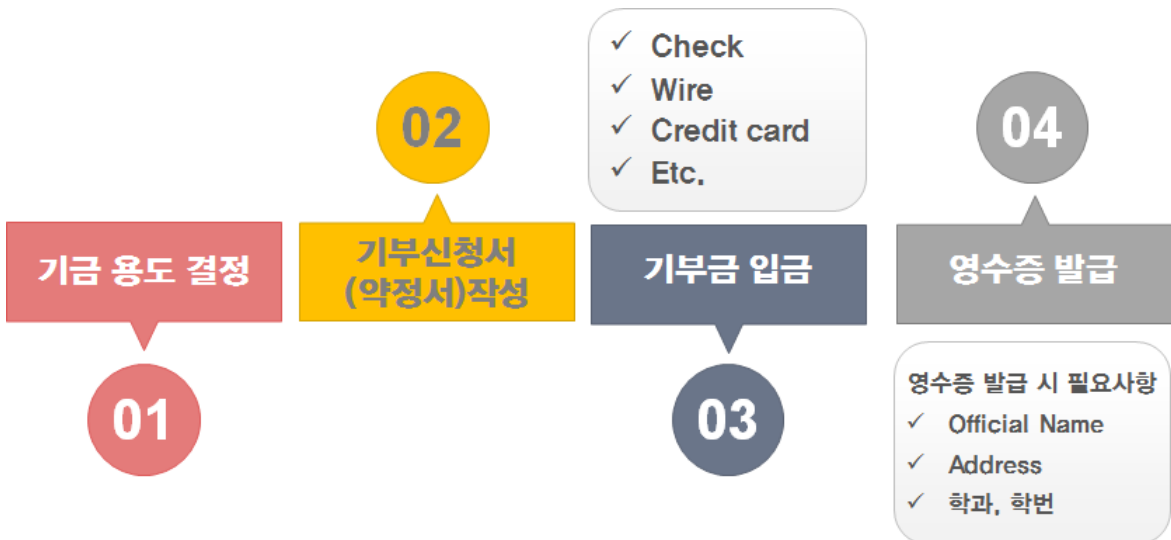 01
기금 용도 결정
02
기부신청서
(약정서)작성
03
기부금 입금
✓ Check
✓ Wire
✓ Credit card
✓ Etc.
04
영수증 발급
영수증 발급 시 필요사항
✓ Official Name
✓ Address
✓ 학과, 학번